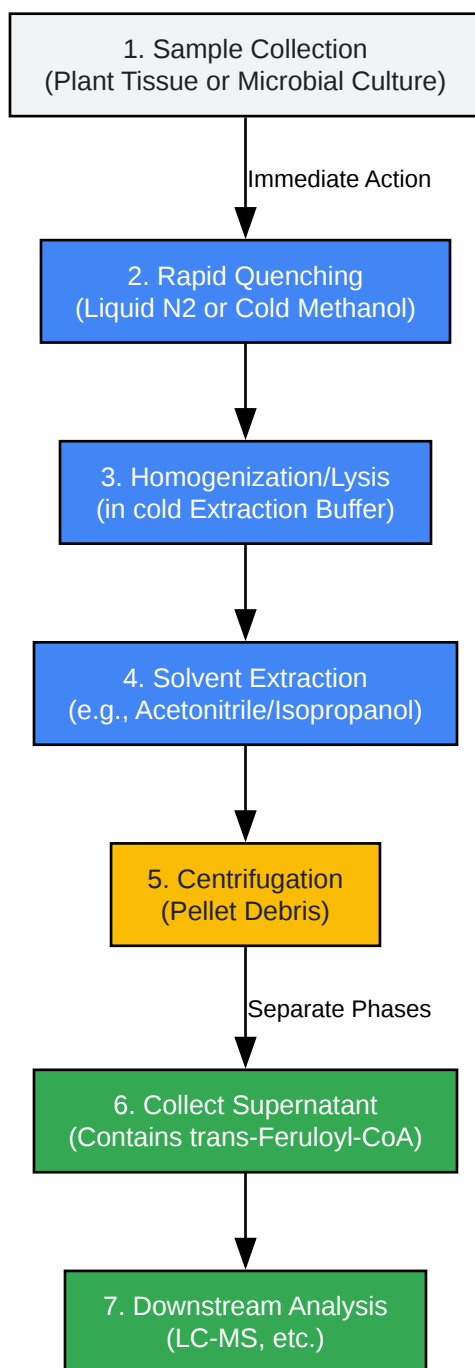 1. Sample Collection
(Plant Tissue or Microbial Culture)
Immediate Action
2. Rapid Quenching
(Liquid N2 or Cold Methanol)
3. Homogenization/Lysis
(in cold Extraction Buffer)
4. Solvent Extraction
(e.g., Acetonitrile/Isopropanol)
5. Centrifugation
(Pellet Debris)
Separate Phases
6. Collect Supernatant
(Contains trans-Feruloyl-CoA)
7. Downstream Analysis
(LC-MS, etc.)